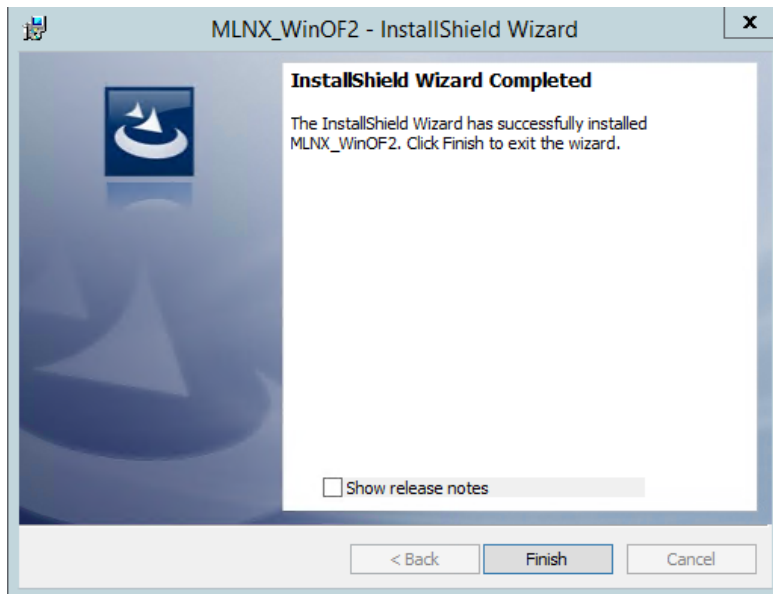 MLNX_WinOF2 - InstallShield Wizard
x
InstallShield Wizard Completed
The InstallShield Wizard has successfully installed
MLNX_WinOF2. Click Finish to exit the wizard.
Show release notes
< Back
Finish
Cancel